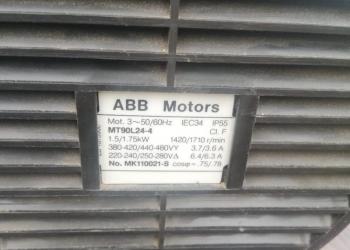 ABB Motors
Mot. 3~50/60Hz IEC34 IP55
MT90L24-4 Cl. F
1.5/1.75kW 1420/1710 r/min
380-420/440-480VY 3.7/3.6 A
220-240/250-280VΔ 6.4/6.3 A
No. MK110021-S cosφ= .75/.78